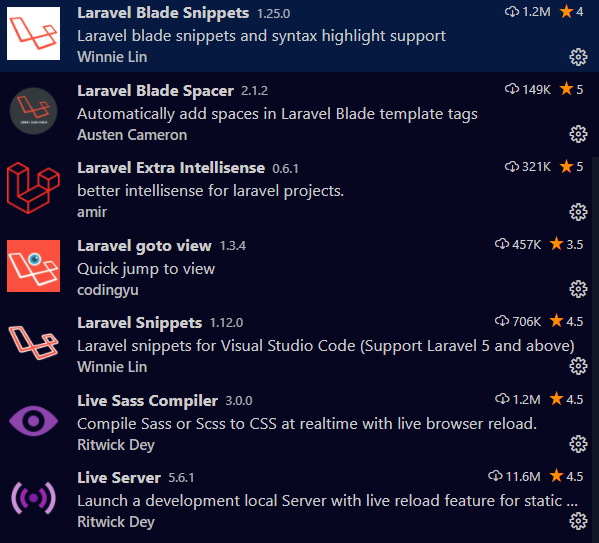 Laravel Blade Snippets 1.25.0 1.2M 4
Laravel blade snippets and syntax highlight support
Winnie Lin
Laravel Blade Spacer 2.1.2 149K 5
Automatically add spaces in Laravel Blade template tags
Austen Cameron
Laravel Extra Intellisense 0.6.1 321K 5
better intellisense for laravel projects.
amir
Laravel goto view 1.3.4 457K 3.5
Quick jump to view
codingyu
Laravel Snippets 1.12.0 706K 4.5
Laravel snippets for Visual Studio Code (Support Laravel 5 and above)
Winnie Lin
Live Sass Compiler 3.0.0 1.2M 4.5
Compile Sass or Scss to CSS at realtime with live browser reload.
Ritwick Dey
Live Server 5.6.1 11.6M 4.5
Launch a development local Server with live reload feature for static ...
Ritwick Dey